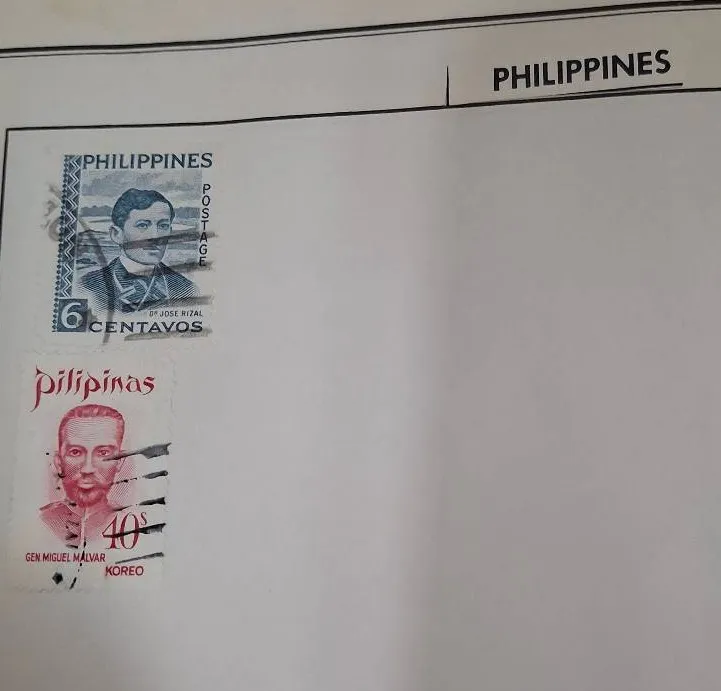 PHILIPPINES
PHILIPPINES
POSTAGE
DR JOSE RIZAL
6 CENTAVOS
Pilipinas
40s
GEN. MIGUEL MALVAR
KOREO